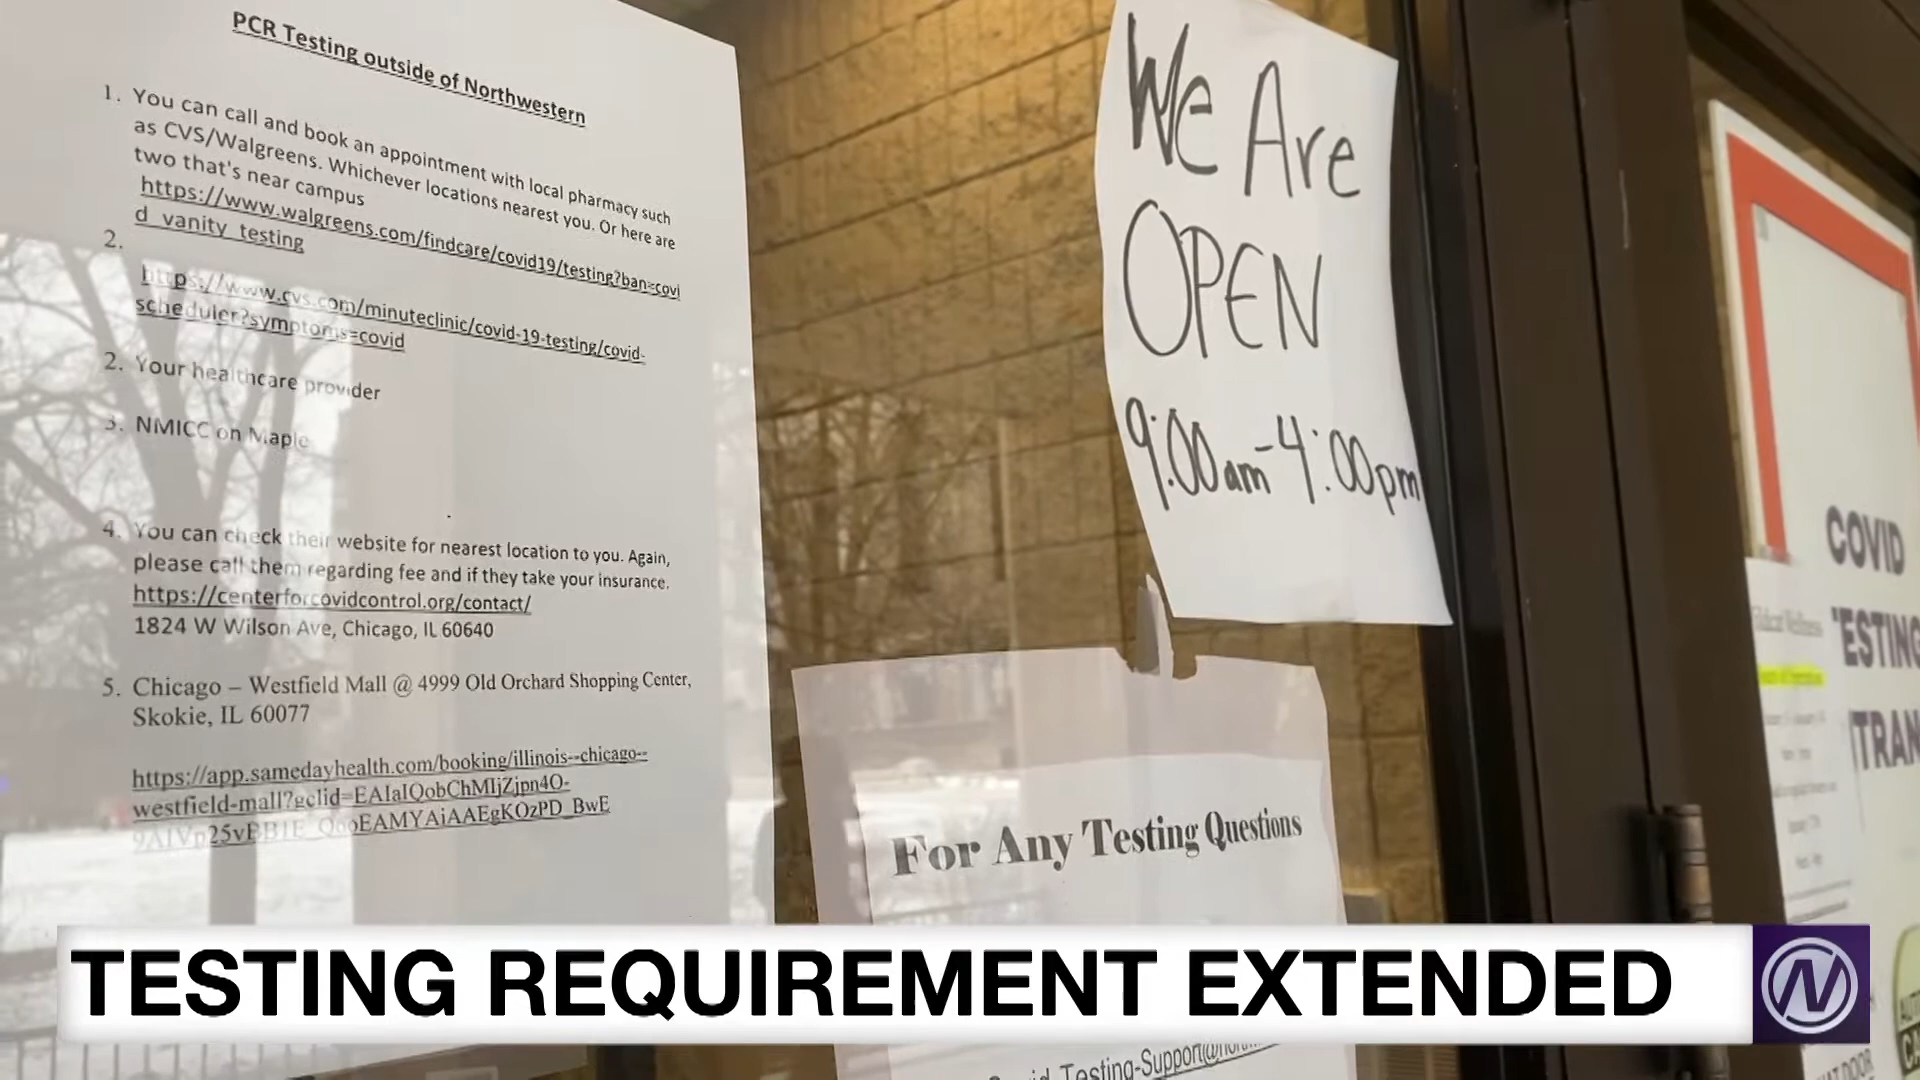 PCR Testing outside of Northwestern
1. You can call and book an appointment with local pharmacy such
as CVS/Walgreens. Whichever locations nearest you. Or here are
two that's near campus
https://www.walgreens.com/findcare/covid19/testing?ban=covi
d_vanity_testing
2.
https://www.cvs.com/minuteclinic/covid-19-testing/covid-
scheduler?symptoms=covid
2. Your healthcare provider
3. NMICC on Maple
4. You can check their website for nearest location to you. Again,
please call them regarding fee and if they take your insurance.
https://centerforcovidcontrol.org/contact/
1824 W Wilson Ave, Chicago, IL 60640
5. Chicago – Westfield Mall @ 4999 Old Orchard Shopping Center,
Skokie, IL 60077
https://app.samedayhealth.com/booking/illinois--chicago--
westfield-mall?gclid=EAIaIQobChMIjZjpn4O-
We Are
OPEN
9:00am-4:00pm
For Any Testing Questions
Testing-Support@
COVID
TESTING
TRAN
TESTING REQUIREMENT EXTENDED
N